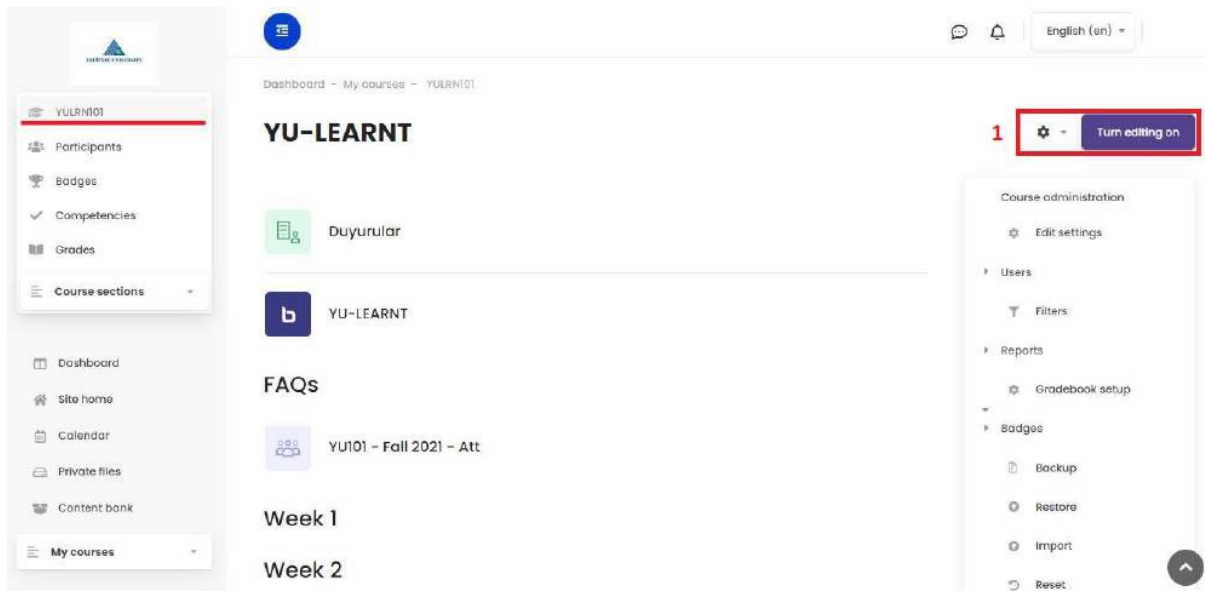 English (en)
Dashboard - My courses - YULRN101
YULRN101
Participants
Badges
Competencies
Grades
Course sections
Dashboard
Site home
Calendar
Private files
Content bank
My courses
YU-LEARNT
1
Turn editing on
Duyurular
b
YU-LEARNT
FAQs
YU101 - Fall 2021 - Att
Week 1
Week 2
Course administration
Edit settings
Users
Filters
Reports
Gradebook setup
Badges
Backup
Restore
Import
Reset